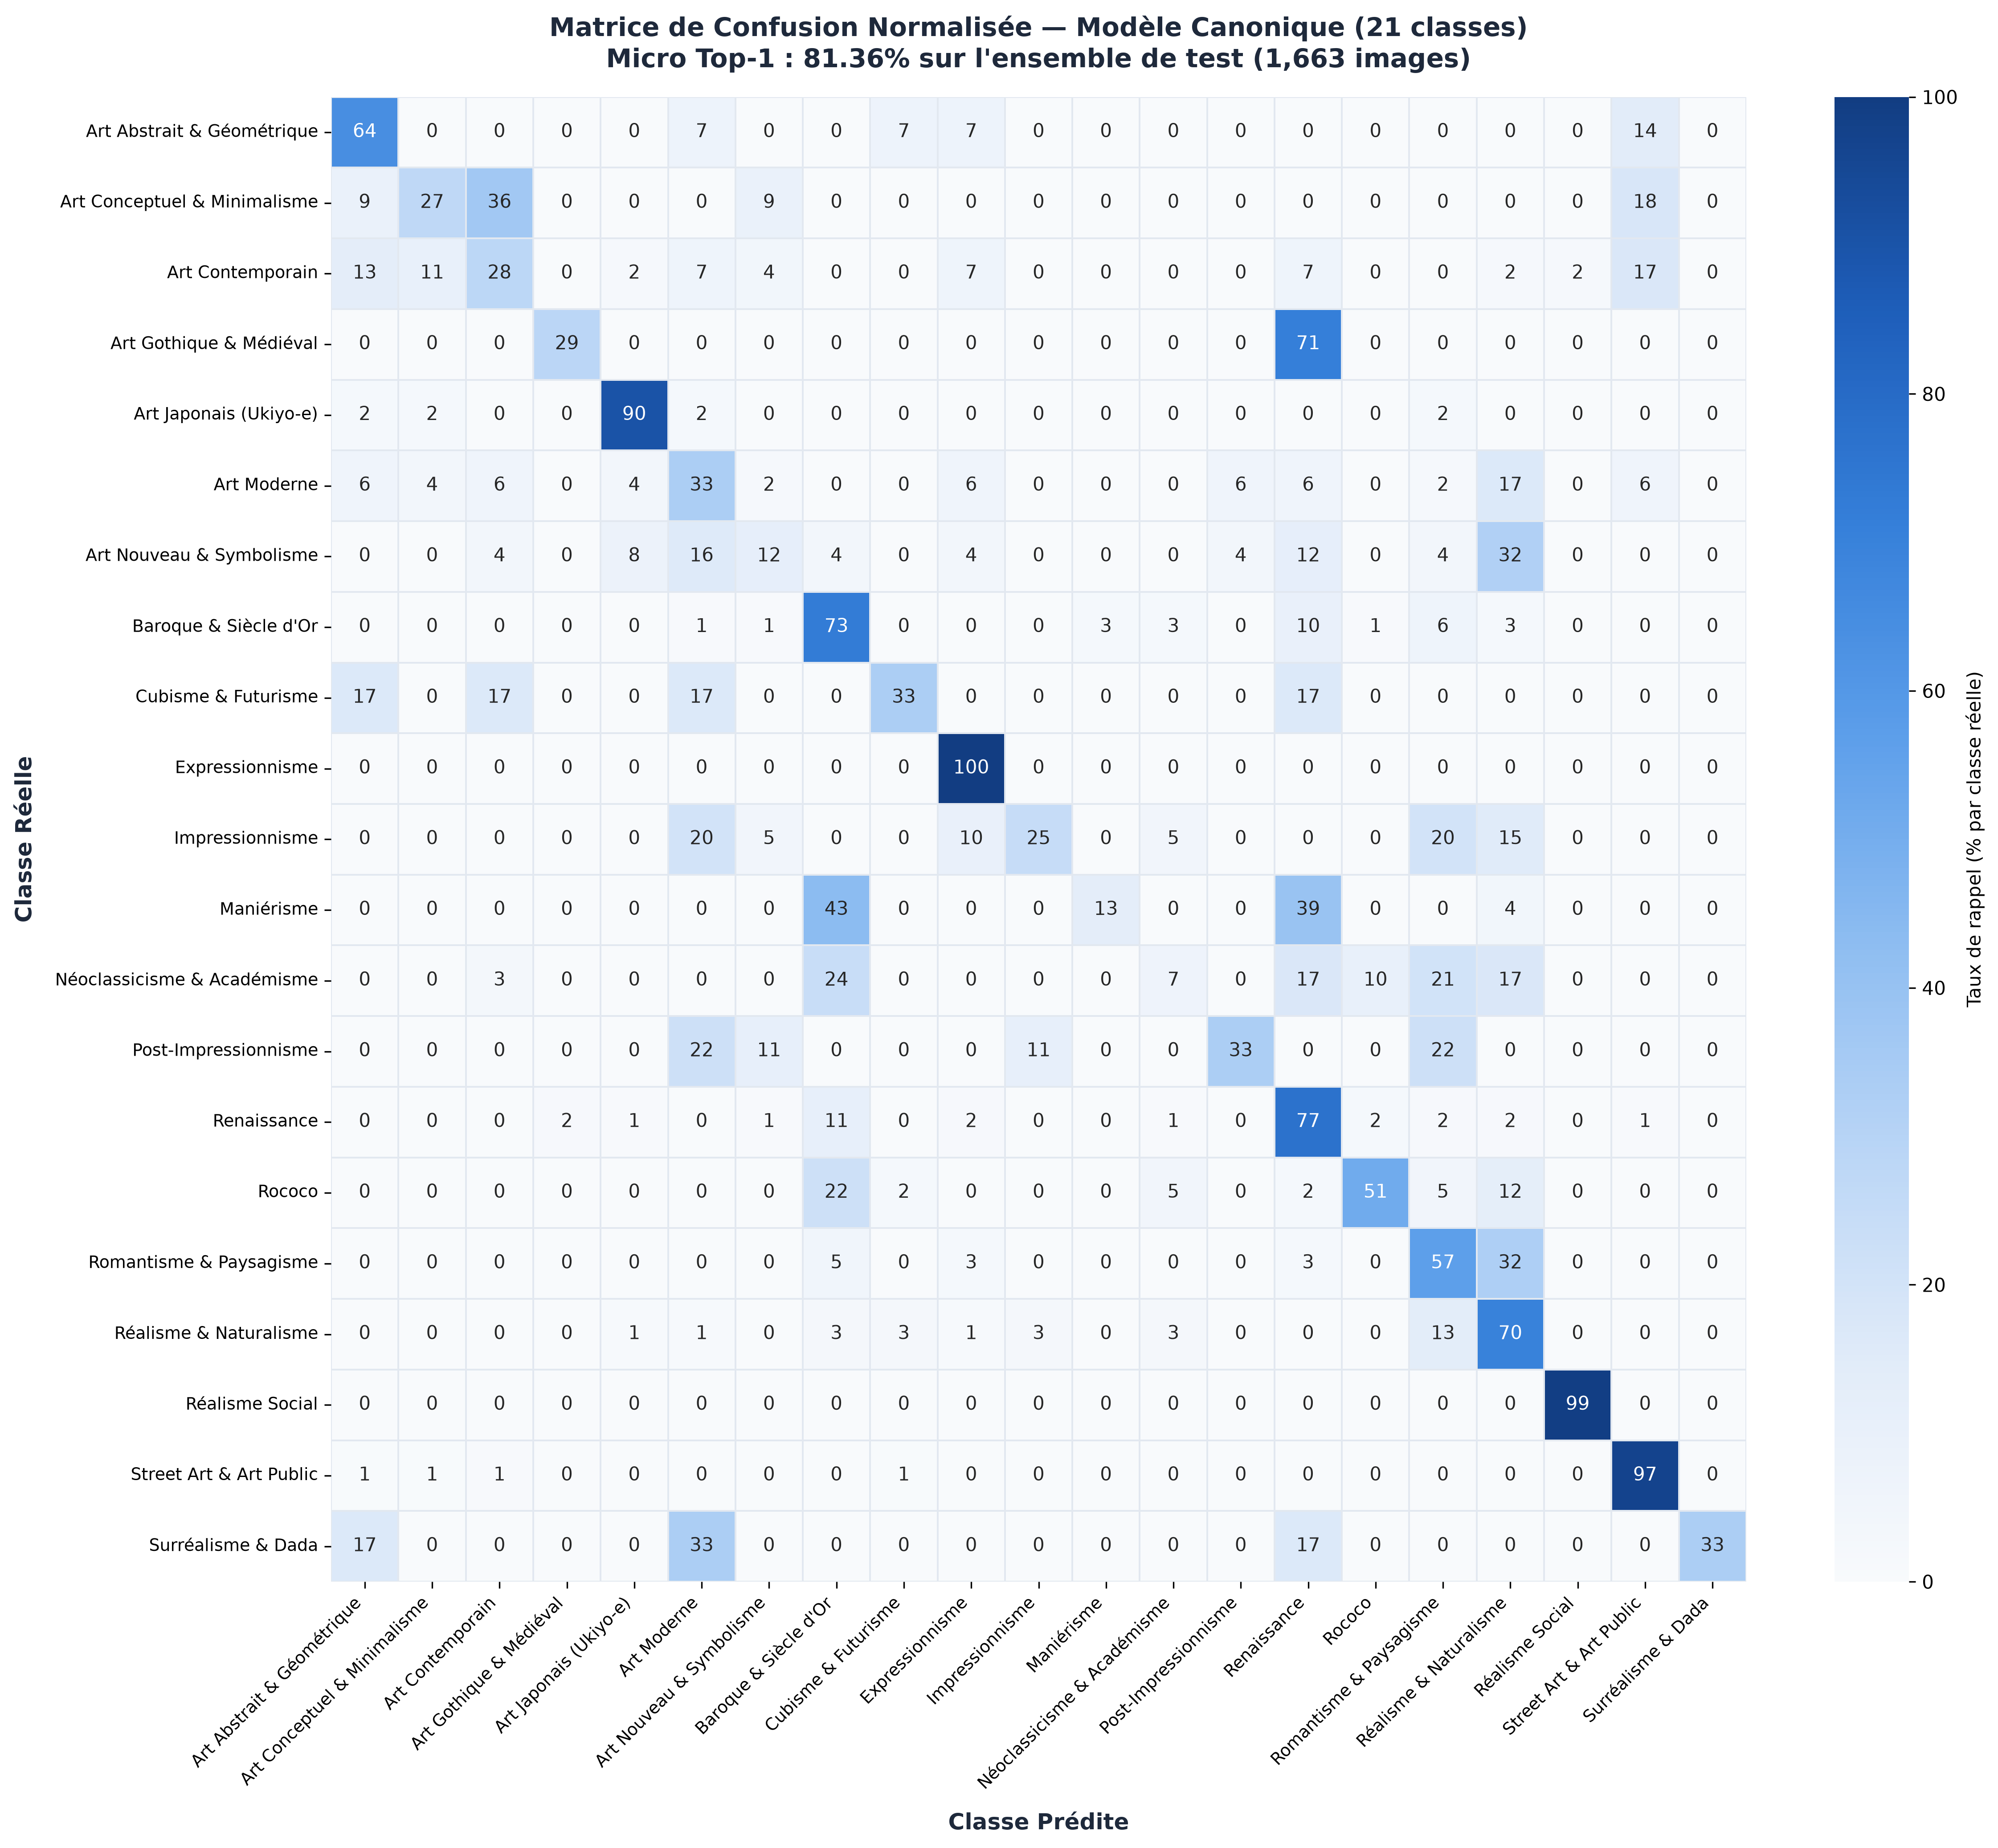 Matrice de Confusion Normalisée — Modèle Canonique (21 classes)
Micro Top-1 : 81.36% sur l'ensemble de test (1,663 images)
Classe Réelle
Art Abstrait & Géométrique 64 0 0 0 0 7 0 0 7 7 0 0 0 0 0 0 0 0 0 14 0
Art Conceptuel & Minimalisme 9 27 36 0 0 0 9 0 0 0 0 0 0 0 0 0 0 0 0 18 0
Art Contemporain 13 11 28 0 2 7 4 0 0 7 0 0 0 0 7 0 0 2 2 17 0
Art Gothique & Médiéval 0 0 0 29 0 0 0 0 0 0 0 0 0 0 71 0 0 0 0 0 0
Art Japonais (Ukiyo-e) 2 2 0 0 90 2 0 0 0 0 0 0 0 0 0 0 2 0 0 0 0
Art Moderne 6 4 6 0 4 33 2 0 0 6 0 0 0 6 6 0 2 17 0 6 0
Art Nouveau & Symbolisme 0 0 4 0 8 16 12 4 0 4 0 0 0 4 12 0 4 32 0 0 0
Baroque & Siècle d'Or 0 0 0 0 0 1 1 73 0 0 0 3 3 0 10 1 6 3 0 0 0
Cubisme & Futurisme 17 0 17 0 0 17 0 0 33 0 0 0 0 0 17 0 0 0 0 0 0
Expressionnisme 0 0 0 0 0 0 0 0 0 100 0 0 0 0 0 0 0 0 0 0 0
Impressionnisme 0 0 0 0 0 20 5 0 0 10 25 0 5 0 0 0 20 15 0 0 0
Maniérisme 0 0 0 0 0 0 0 43 0 0 0 13 0 0 39 0 0 4 0 0 0
Néoclassicisme & Académisme 0 0 3 0 0 0 0 24 0 0 0 0 7 0 17 10 21 17 0 0 0
Post-Impressionnisme 0 0 0 0 0 22 11 0 0 0 11 0 0 33 0 0 22 0 0 0 0
Renaissance 0 0 0 2 1 0 1 11 0 2 0 0 1 0 77 2 2 2 0 1 0
Rococo 0 0 0 0 0 0 0 22 2 0 0 0 5 0 2 51 5 12 0 0 0
Romantisme & Paysagisme 0 0 0 0 0 0 0 5 0 3 0 0 0 0 3 0 57 32 0 0 0
Réalisme & Naturalisme 0 0 0 0 1 1 0 3 3 1 3 0 3 0 0 0 13 70 0 0 0
Réalisme Social 0 0 0 0 0 0 0 0 0 0 0 0 0 0 0 0 0 0 99 0 0
Street Art & Art Public 1 1 1 0 0 0 0 0 1 0 0 0 0 0 0 0 0 0 0 97 0
Surréalisme & Dada 17 0 0 0 0 33 0 0 0 0 0 0 0 0 17 0 0 0 0 0 33
Art Abstrait & Géométrique
Art Conceptuel & Minimalisme
Art Contemporain
Art Gothique & Médiéval
Art Japonais (Ukiyo-e)
Art Moderne
Art Nouveau & Symbolisme
Baroque & Siècle d'Or
Cubisme & Futurisme
Expressionnisme
Impressionnisme
Maniérisme
Néoclassicisme & Académisme
Post-Impressionnisme
Renaissance
Rococo
Romantisme & Paysagisme
Réalisme & Naturalisme
Réalisme Social
Street Art & Art Public
Surréalisme & Dada
Classe Prédite
100
80
60
40
20
0
Taux de rappel (% par classe réelle)